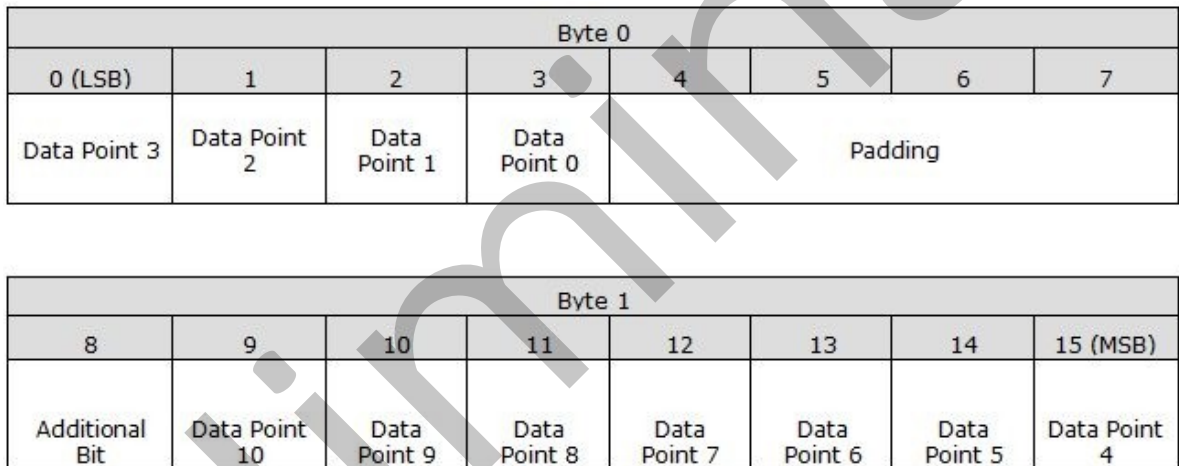 Byte 0
0 (LSB) 1 2 3 4 5 6 7
Data Point 3 Data Point 2 Data Point 1 Data Point 0 Padding
Byte 1
8 9 10 11 12 13 14 15 (MSB)
Additional Bit Data Point 10 Data Point 9 Data Point 8 Data Point 7 Data Point 6 Data Point 5 Data Point 4